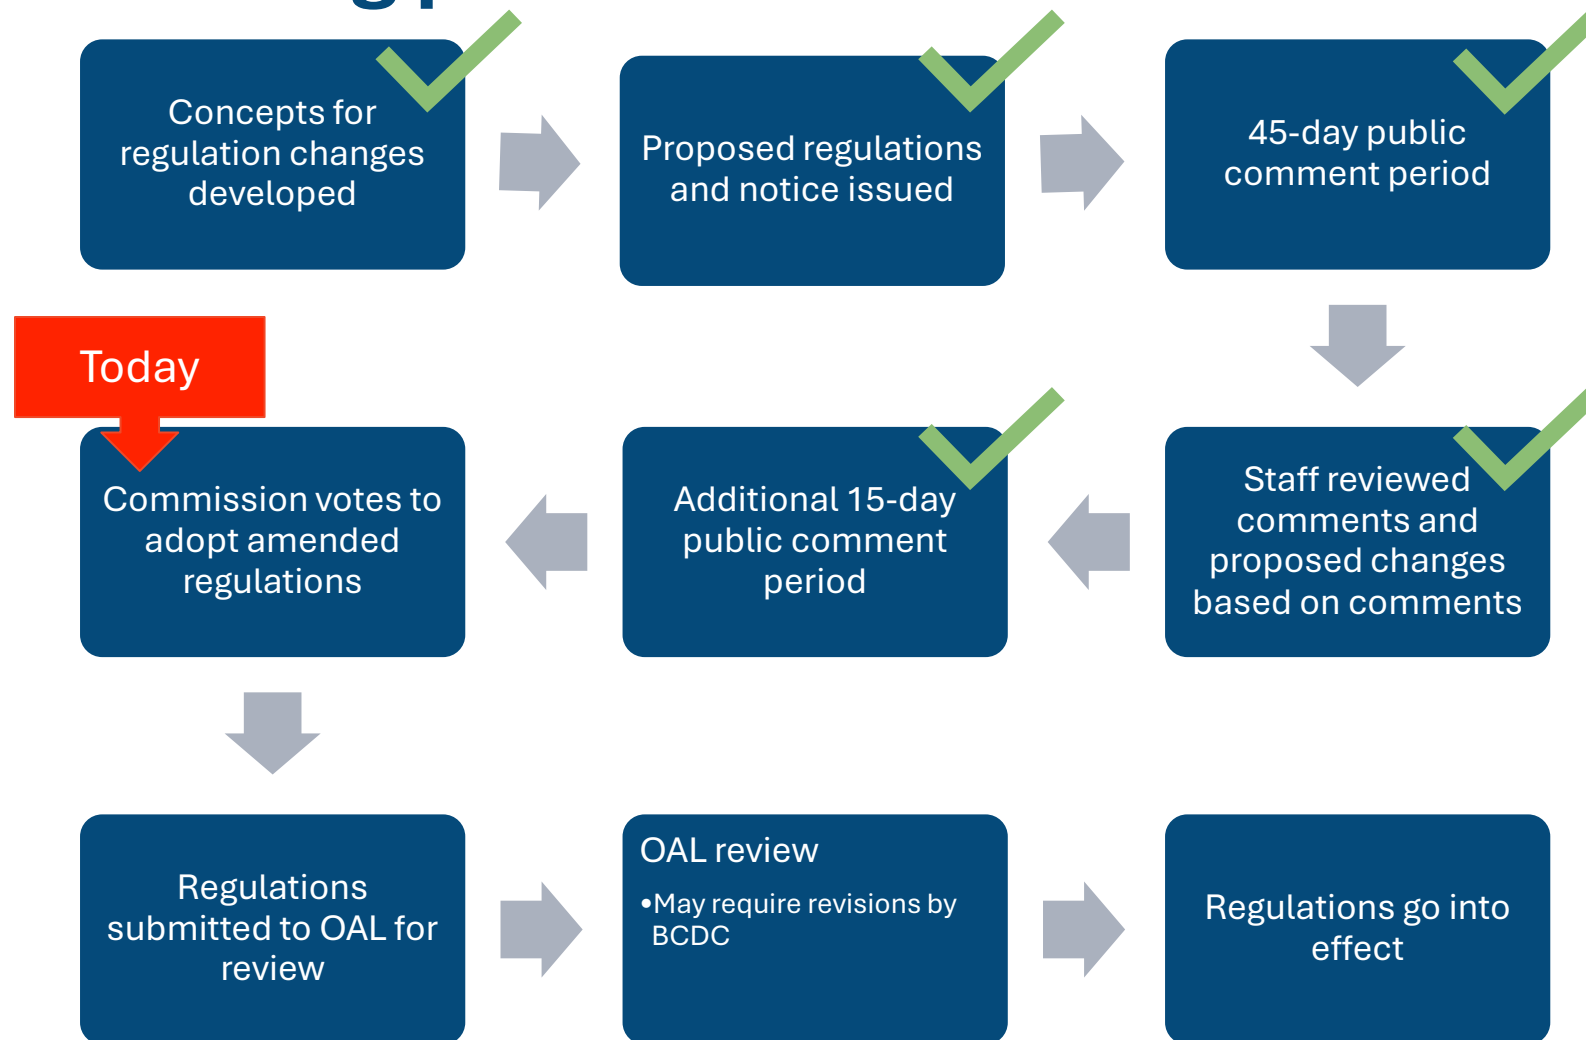 Concepts for
regulation changes
developed
Proposed regulations
and notice issued
45-day public
comment period
Today
Commission votes to
adopt amended
regulations
Additional 15-day
public comment
period
Staff reviewed
comments and
proposed changes
based on comments
Regulations
submitted to OAL for
review
OAL review
•May require revisions by
BCDC
Regulations go into
effect